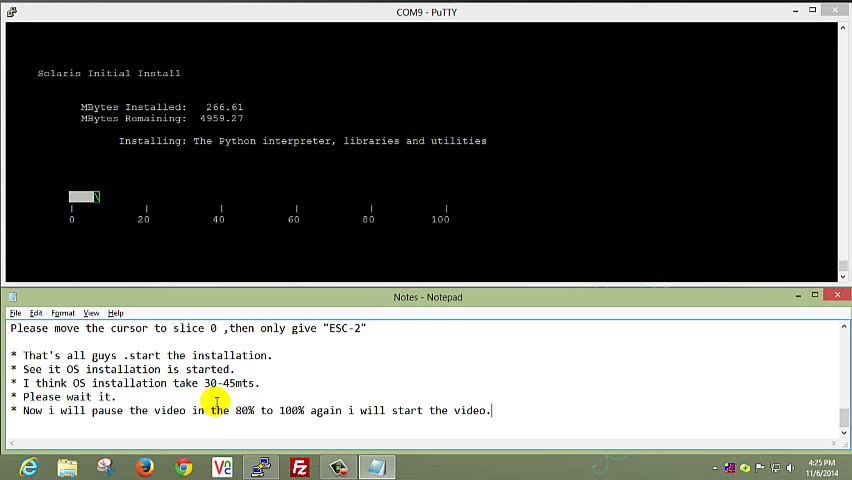 COM9 - PuTTY
Solaris Initial Install
MBytes Installed: 266.61
MBytes Remaining: 4959.27
Installing: The Python interpreter, libraries and utilities
0 20 40 60 80 100
Notes - Notepad
File Edit Format View Help
Please move the cursor to slice 0 ,then only give "ESC-2"
* That's all guys .start the installation.
* See it OS installation is started.
* I think OS installation take 30-45mts.
* Please wait it.
* Now i will pause the video in the 80% to 100% again i will start the video.
4:25 PM
11/6/2014